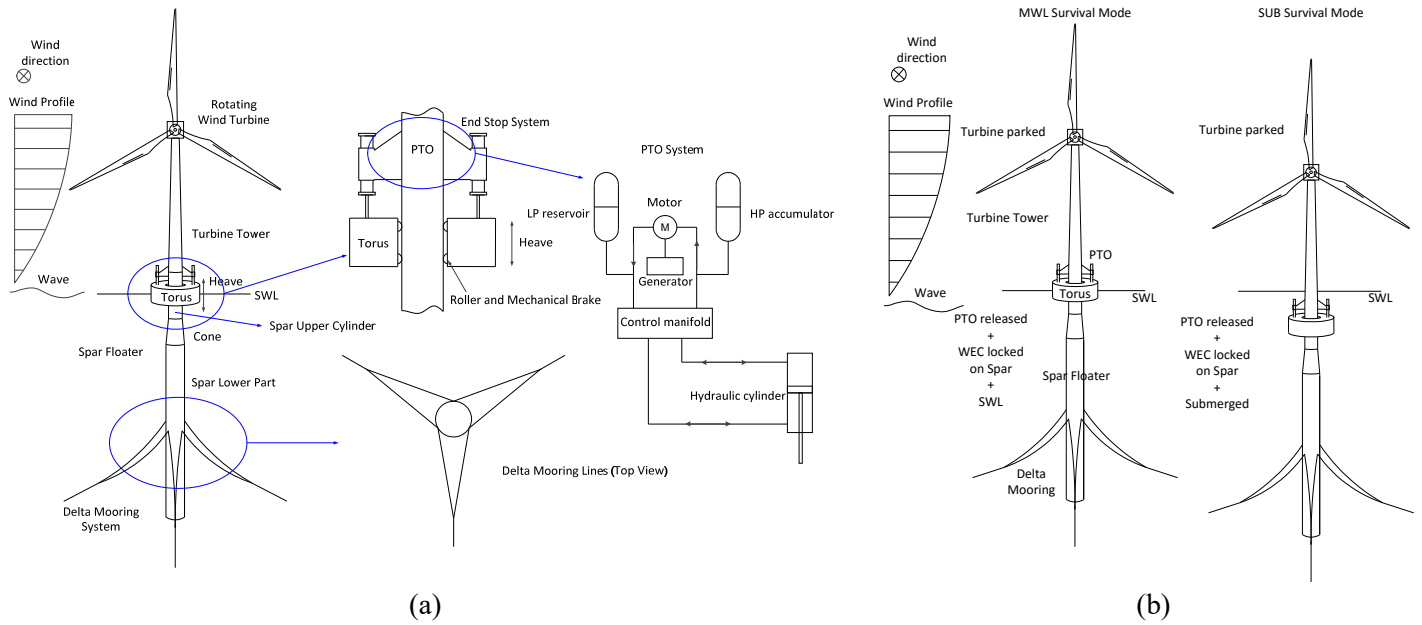 Wind
direction
Wind Profile
Rotating
Wind Turbine
Turbine Tower
Wave
Heave
Torus
SWL
Spar Upper Cylinder
Cone
Spar Floater
Spar Lower Part
Delta Mooring
System
End Stop System
PTO
Torus
Heave
Roller and Mechanical Brake
Delta Mooring Lines (Top View)
PTO System
LP reservoir
Motor
M
HP accumulator
Generator
Control manifold
Hydraulic cylinder
(a)
MWL Survival Mode
SUB Survival Mode
Wind
direction
Wind Profile
Turbine parked
Turbine parked
Turbine Tower
PTO
Wave
Torus
SWL
SWL
PTO released
+
WEC locked
on Spar
+
SWL
Spar Floater
PTO released
+
WEC locked
on Spar
+
Submerged
Delta
Mooring
(b)